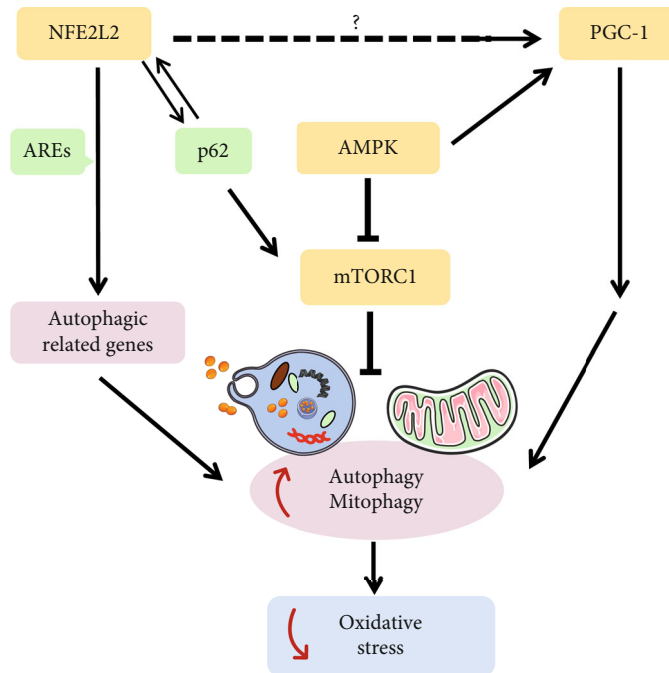 ?
NFE2L2
PGC-1
AREs
p62
AMPK
mTORC1
Autophagic
related genes
Autophagy
Mitophagy
Oxidative
stress